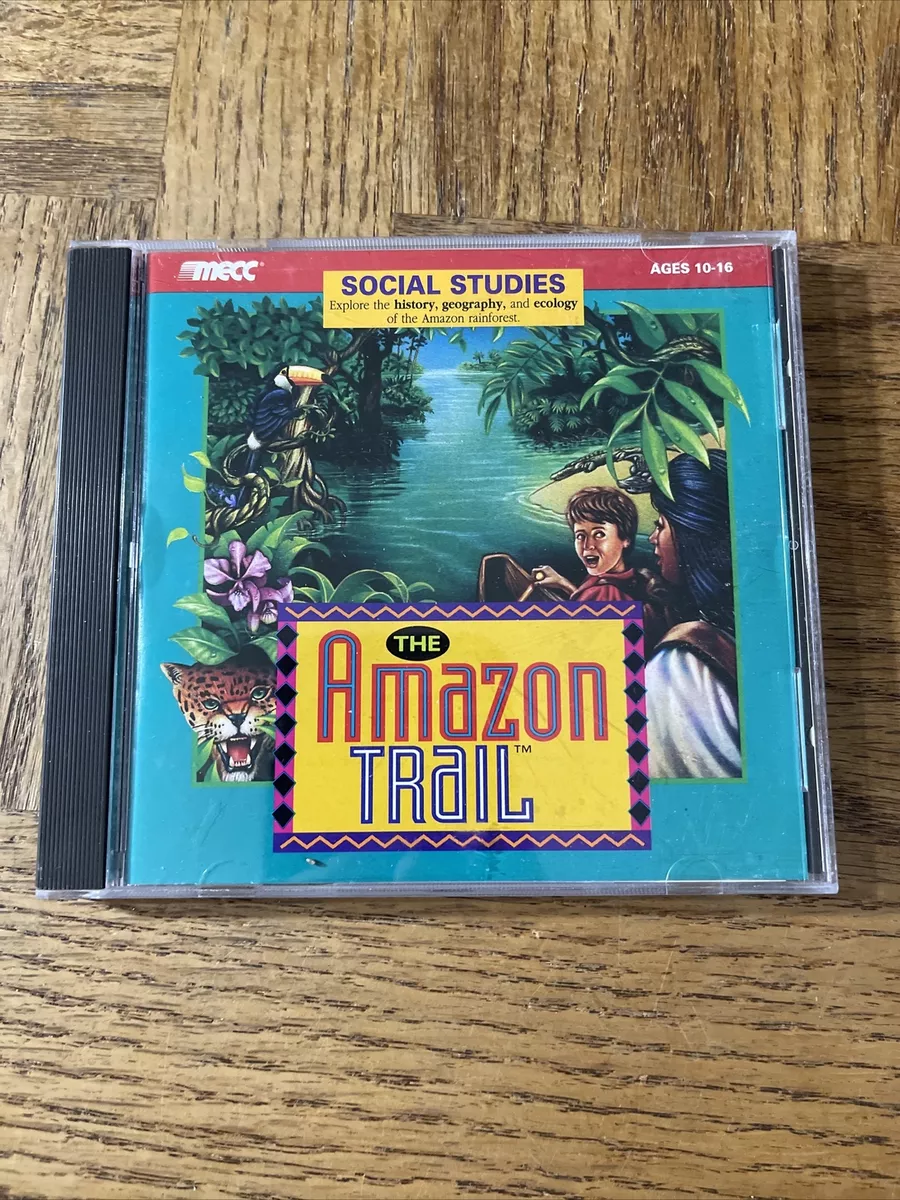 mecc®
SOCIAL STUDIES
Explore the history, geography, and ecology
of the Amazon rainforest.
AGES 10-16
THE
Amazon
TRaIL™